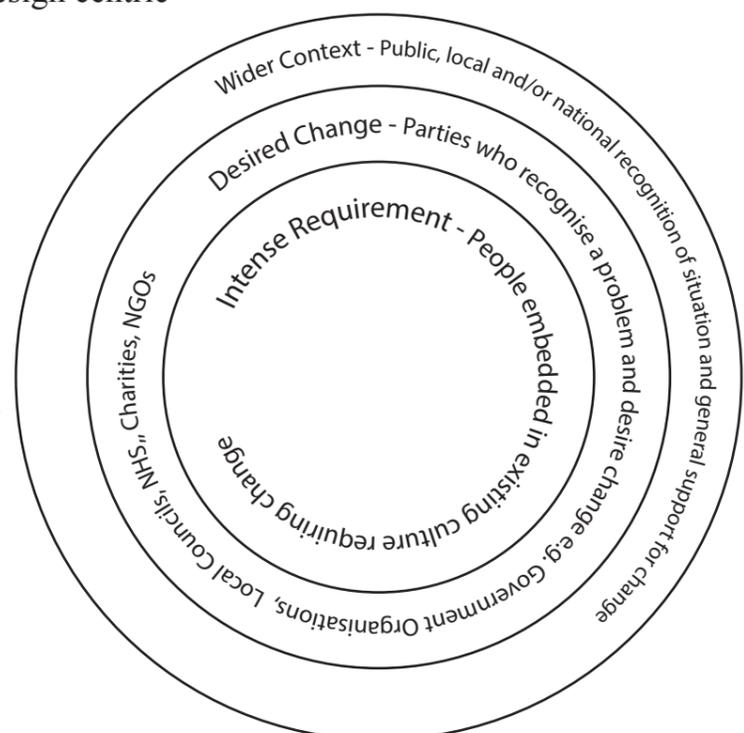 sign centric
Wider Context - Public, local and/or national recognition of situation and general support for change
Desired Change - Parties who recognise a problem and desire change e.g. Government Organisations, Local Councils, NHS,, Charities, NGOs
Intense Requirement - People embedded in existing culture requiring change